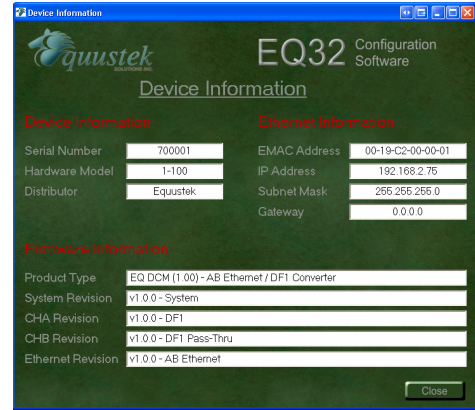 Device Information
Equustek
SOLUTIONS INC.
EQ32 Configuration Software
Device Information
Device Information
Serial Number 700001
Hardware Model 1-100
Distributor Equustek
Ethernet Information
EMAC Address 00-19-C2-00-00-01
IP Address 192.168.2.75
Subnet Mask 255.255.255.0
Gateway 0.0.0.0
Firmware Information
Product Type EQ DCM (1.00) - AB Ethernet / DF1 Converter
System Revision v1.0.0 - System
CHA Revision v1.0.0 - DF1
CHB Revision v1.0.0 - DF1 Pass-Thru
Ethernet Revision v1.0.0 - AB Ethernet
Close